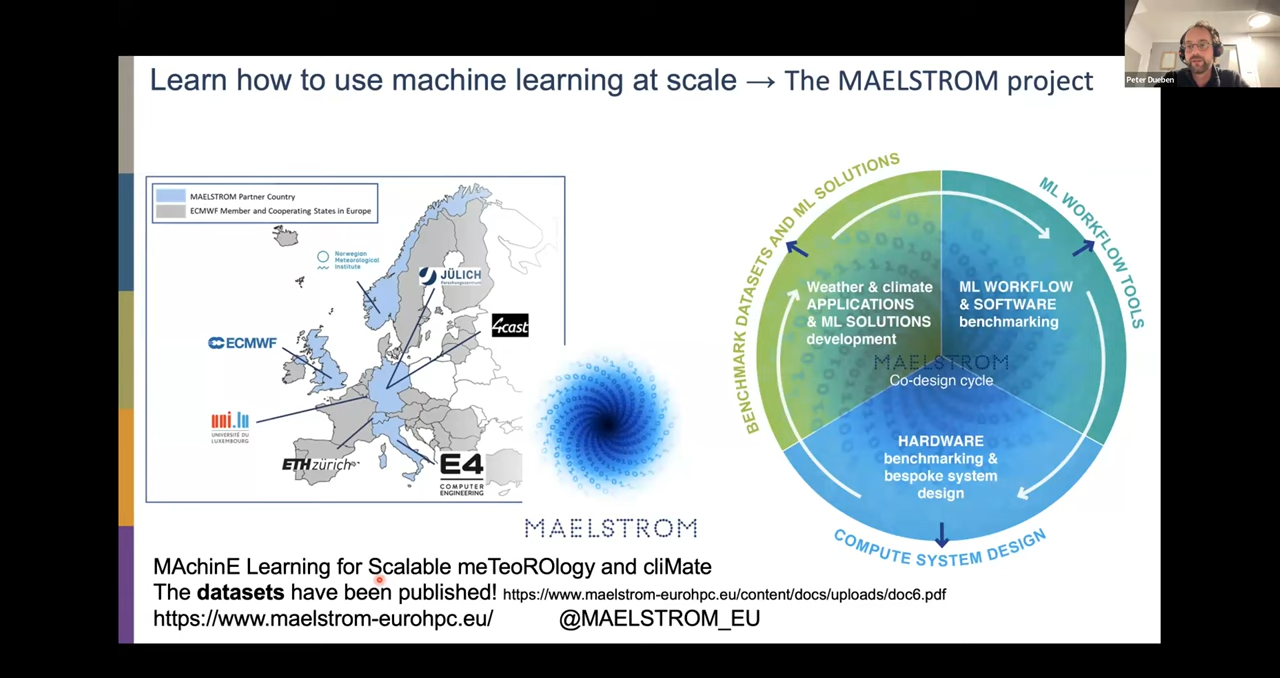 Peter Dueben
Learn how to use machine learning at scale → The MAELSTROM project
MAELSTROM Partner Country
ECMWF Member and Cooperating States in Europe
Norwegian
Meteorological
Institute
JÜLICH
Forschungszentrum
4cast
ECMWF
uni.lu
UNIVERSITÉ DU
LUXEMBOURG
ETH zürich
E4
COMPUTER
ENGINEERING
MAELSTROM
BENCHMARK DATASETS AND ML SOLUTIONS
ML WORKFLOW TOOLS
Weather & climate
APPLICATIONS
& ML SOLUTIONS
development
ML WORKFLOW
& SOFTWARE
benchmarking
MAELSTROM
Co-design cycle
HARDWARE
benchmarking &
bespoke system
design
COMPUTE SYSTEM DESIGN
MAchinE Learning for Scalable meTeoROlogy and cliMate
The datasets have been published! https://www.maelstrom-eurohpc.eu/content/docs/uploads/doc6.pdf
https://www.maelstrom-eurohpc.eu/ @MAELSTROM_EU